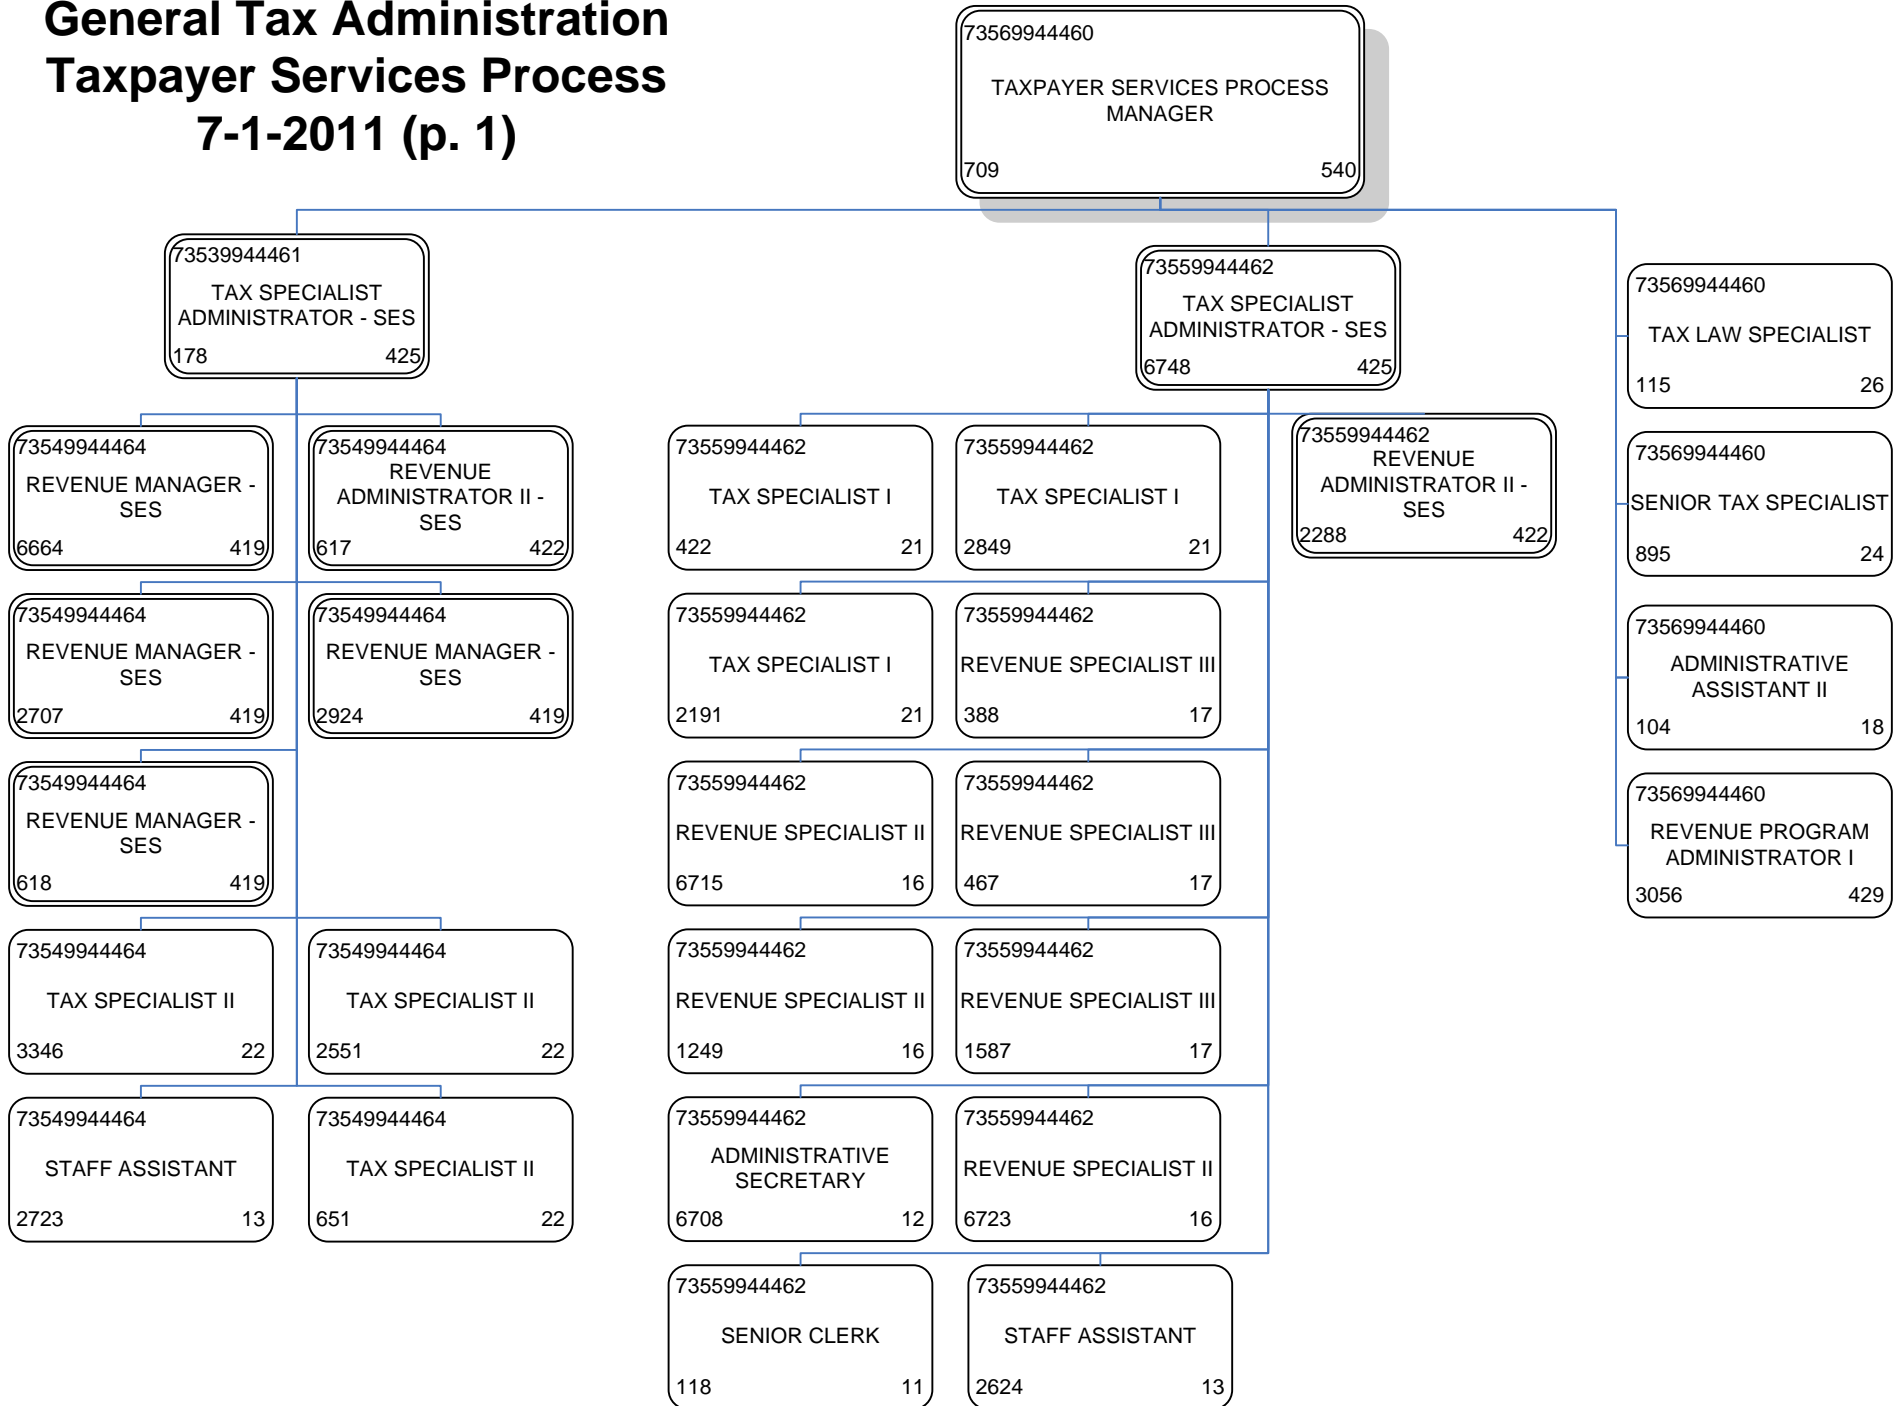 General Tax Administration
Taxpayer Services Process
7-1-2011 (p. 1)
73569944460
TAXPAYER SERVICES PROCESS
MANAGER
709 540
73539944461
TAX SPECIALIST
ADMINISTRATOR - SES
178 425
73559944462
TAX SPECIALIST
ADMINISTRATOR - SES
6748 425
73569944460
TAX LAW SPECIALIST
115 26
73569944460
SENIOR TAX SPECIALIST
895 24
73569944460
ADMINISTRATIVE
ASSISTANT II
104 18
73569944460
REVENUE PROGRAM
ADMINISTRATOR I
3056 429
73549944464
REVENUE MANAGER -
SES
6664 419
73549944464
REVENUE
ADMINISTRATOR II -
SES
617 422
73549944464
REVENUE MANAGER -
SES
2707 419
73549944464
REVENUE MANAGER -
SES
2924 419
73549944464
REVENUE MANAGER -
SES
618 419
73549944464
TAX SPECIALIST II
3346 22
73549944464
TAX SPECIALIST II
2551 22
73549944464
STAFF ASSISTANT
2723 13
73549944464
TAX SPECIALIST II
651 22
73559944462
TAX SPECIALIST I
422 21
73559944462
TAX SPECIALIST I
2849 21
73559944462
REVENUE
ADMINISTRATOR II -
SES
2288 422
73559944462
TAX SPECIALIST I
2191 21
73559944462
REVENUE SPECIALIST III
388 17
73559944462
REVENUE SPECIALIST II
6715 16
73559944462
REVENUE SPECIALIST III
467 17
73559944462
REVENUE SPECIALIST II
1249 16
73559944462
REVENUE SPECIALIST III
1587 17
73559944462
ADMINISTRATIVE
SECRETARY
6708 12
73559944462
REVENUE SPECIALIST II
6723 16
73559944462
SENIOR CLERK
118 11
73559944462
STAFF ASSISTANT
2624 13